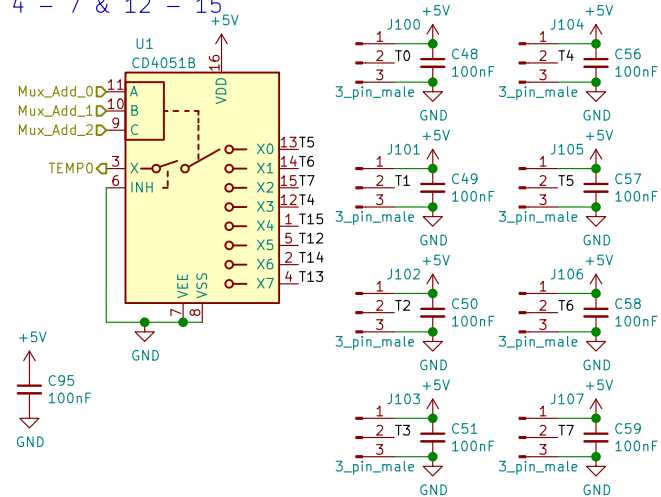 4 - 7 & 12 - 15
+5V
U1
CD4051B
16
VDD
Mux_Add_0 11 A
Mux_Add_1 10 B
Mux_Add_2 9 C
TEMP0 3 X
6 INH
X0 13 T5
X1 14 T6
X2 15 T7
X3 12 T4
X4 1 T15
X5 5 T12
X6 2 T14
X7 4 T13
VEE VSS
7 8
GND
+5V
C95
100nF
GND
J100 +5V
1
2 T0 C48
100nF
3
3_pin_male
GND
J101 +5V
1
2 T1 C49
100nF
3
3_pin_male
GND
J102 +5V
1
2 T2 C50
100nF
3
3_pin_male
GND
J103 +5V
1
2 T3 C51
100nF
3
3_pin_male
GND
J104 +5V
1
2 T4 C56
100nF
3
3_pin_male
GND
J105 +5V
1
2 T5 C57
100nF
3
3_pin_male
GND
J106 +5V
1
2 T6 C58
100nF
3
3_pin_male
GND
J107 +5V
1
2 T7 C59
100nF
3
3_pin_male
GND